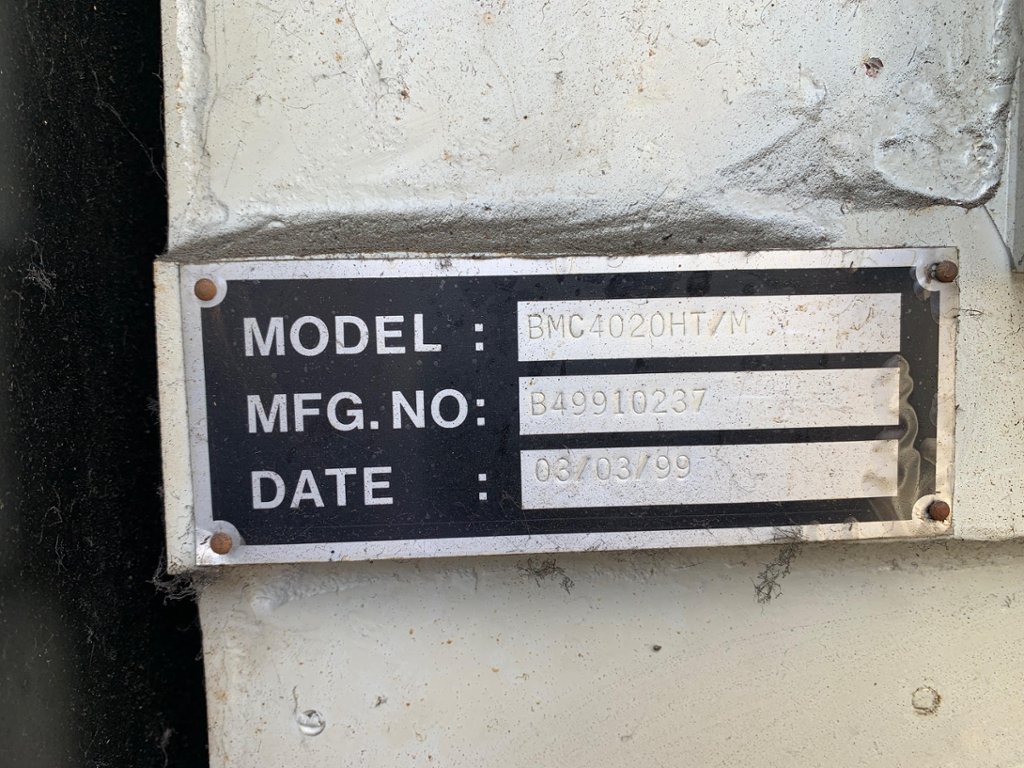 MODEL : BMC4020HT/M
MFG. NO: B49910237
DATE : 03/03/99